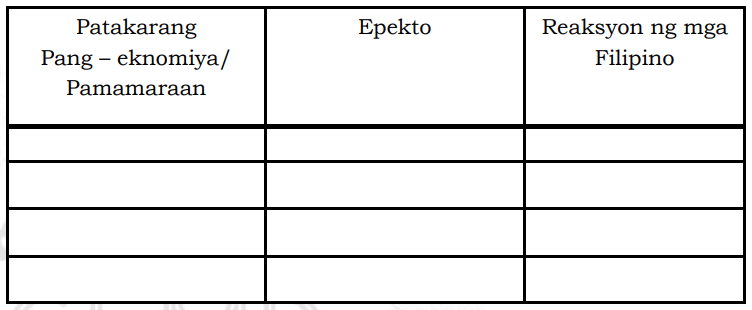 Patakarang
Pang – eknomiya/
Pamamaraan
Epekto
Reaksyon ng mga
Filipino